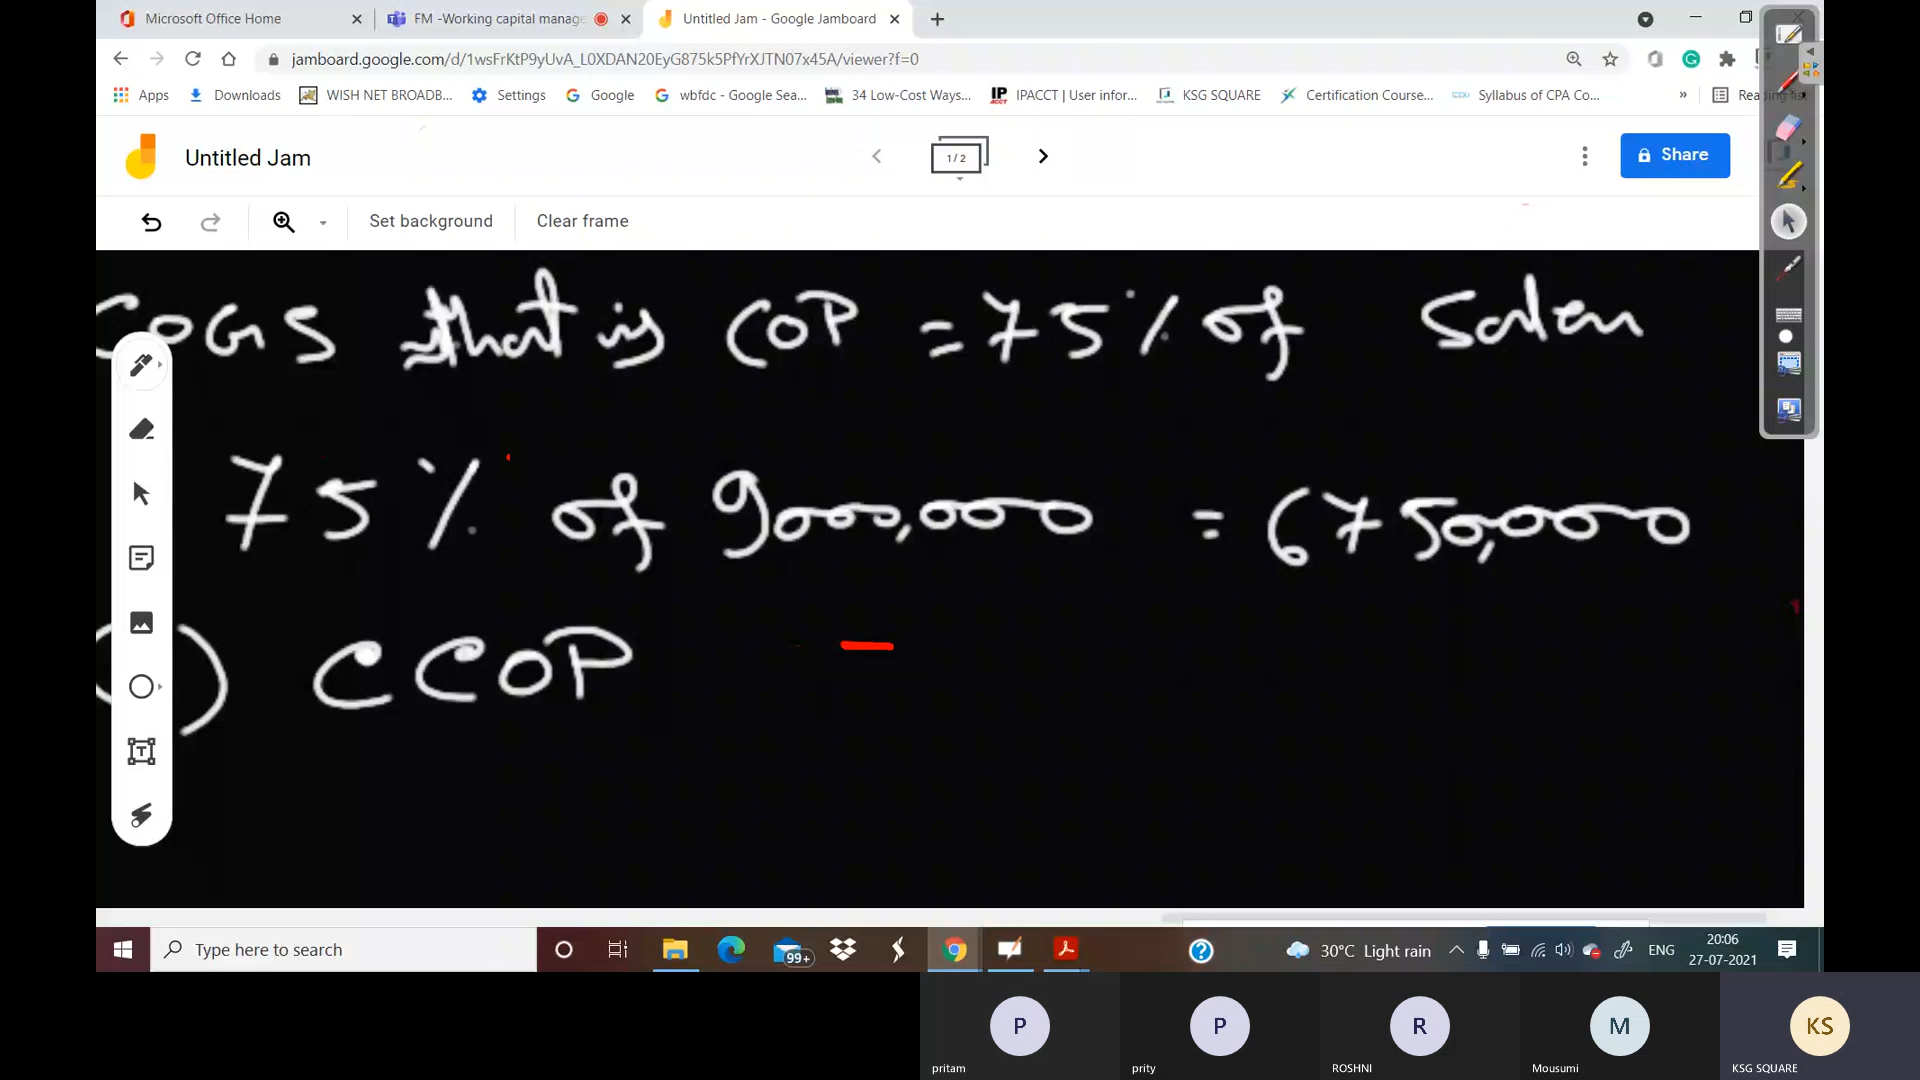 Microsoft Office Home
FM -Working capital manage
Untitled Jam - Google Jamboard
jamboard.google.com/d/1wsFrKtP9yUvA_L0XDAN20EyG875k5PfYrXJTN07x45A/viewer?f=0
Apps
Downloads
WISH NET BROADB...
Settings
Google
wbfdc - Google Sea...
34 Low-Cost Ways...
IPACCT | User infor...
KSG SQUARE
Certification Course...
Syllabus of CPA Co...
»
Untitled Jam
1 / 2
Share
Set background
Clear frame
COGS that is COP = 75% of Sales
75% of 9000,000 = 6750,000
) CCOP
Type here to search
99+
30°C Light rain
ENG
20:06
27-07-2021
P
P
R
M
KS
pritam
prity
ROSHNI
Mousumi
KSG SQUARE